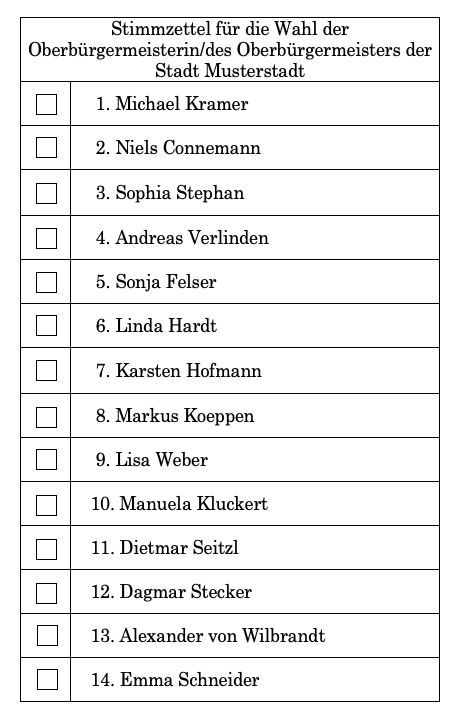 Stimmzettel für die Wahl der
Oberbürgermeisterin/des Oberbürgermeisters der
Stadt Musterstadt
1. Michael Kramer
2. Niels Connemann
3. Sophia Stephan
4. Andreas Verlinden
5. Sonja Felser
6. Linda Hardt
7. Karsten Hofmann
8. Markus Koeppen
9. Lisa Weber
10. Manuela Kluckert
11. Dietmar Seitzl
12. Dagmar Stecker
13. Alexander von Wilbrandt
14. Emma Schneider